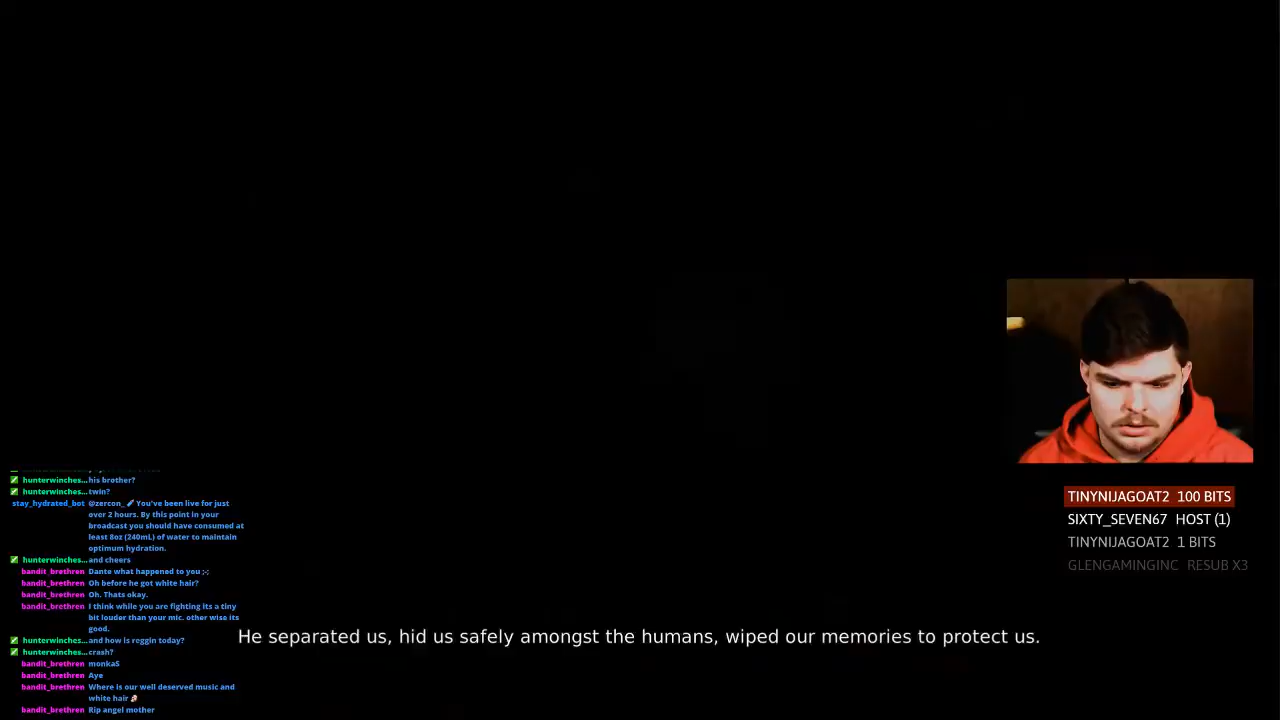 hunterwinches... his brother?
hunterwinches... twin?
stay_hydrated_bot @zercon_ You've been live for just
over 2 hours. By this point in your
broadcast you should have consumed at
least 8oz (240mL) of water to maintain
optimum hydration.
hunterwinches... and cheers
bandit_brethren Dante what happened to you ;-;
bandit_brethren Oh before he got white hair?
bandit_brethren Oh. Thats okay.
bandit_brethren I think while you are fighting its a tiny
bit louder than your mic. other wise its
good.
hunterwinches... and how is reggin today?
hunterwinches... crash?
bandit_brethren monkaS
bandit_brethren Aye
bandit_brethren Where is our well deserved music and
white hair
bandit_brethren Rip angel mother
He separated us, hid us safely amongst the humans, wiped our memories to protect us.
TINYNIJAGOAT2 100 BITS
SIXTY_SEVEN67 HOST (1)
TINYNIJAGOAT2 1 BITS
GLENGAMINGINC RESUB X3